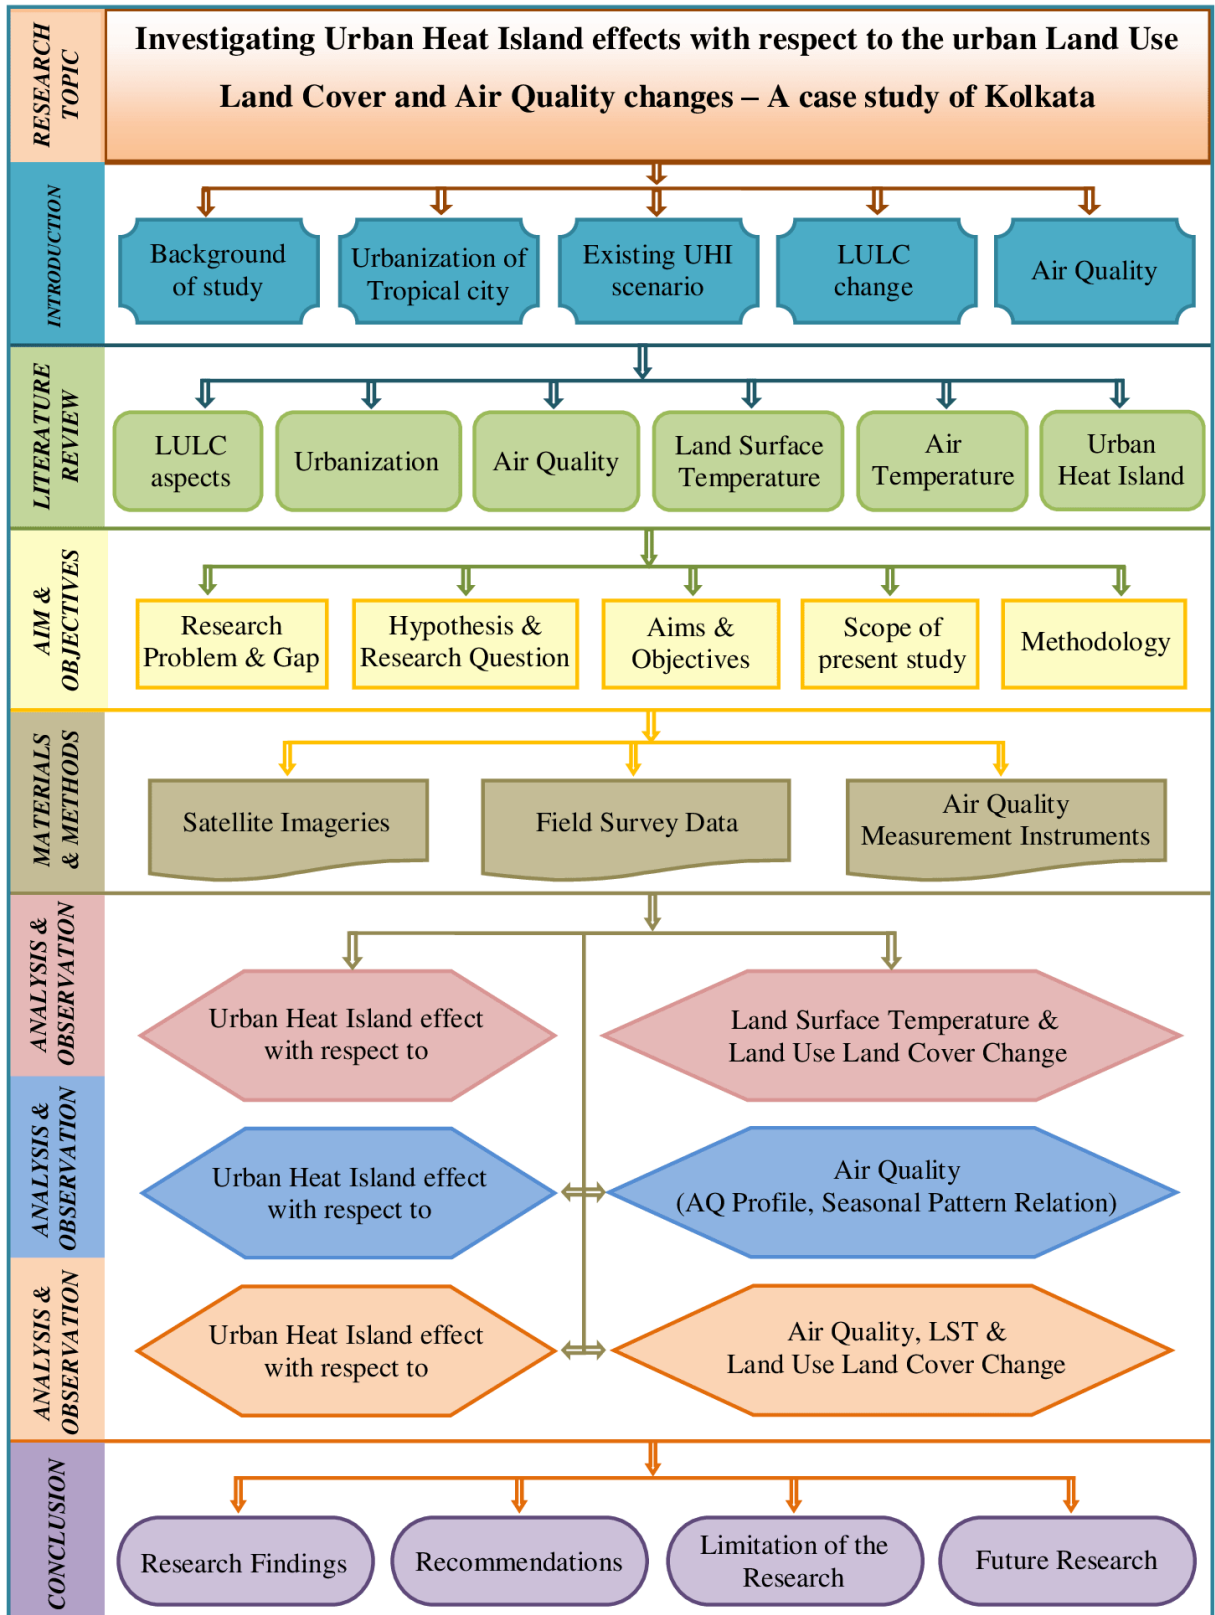 RESEARCH
TOPIC
Investigating Urban Heat Island effects with respect to the urban Land Use
Land Cover and Air Quality changes – A case study of Kolkata
INTRODUCTION
Background
of study
Urbanization of
Tropical city
Existing UHI
scenario
LULC
change
Air Quality
LITERATURE
REVIEW
LULC
aspects
Urbanization
Air Quality
Land Surface
Temperature
Air
Temperature
Urban
Heat Island
AIM &
OBJECTIVES
Research
Problem & Gap
Hypothesis &
Research Question
Aims &
Objectives
Scope of
present study
Methodology
MATERIALS
& METHODS
Satellite Imageries
Field Survey Data
Air Quality
Measurement Instruments
ANALYSIS &
OBSERVATION
Urban Heat Island effect
with respect to
Land Surface Temperature &
Land Use Land Cover Change
ANALYSIS &
OBSERVATION
Urban Heat Island effect
with respect to
Air Quality
(AQ Profile, Seasonal Pattern Relation)
ANALYSIS &
OBSERVATION
Urban Heat Island effect
with respect to
Air Quality, LST &
Land Use Land Cover Change
CONCLUSION
Research Findings
Recommendations
Limitation of the
Research
Future Research